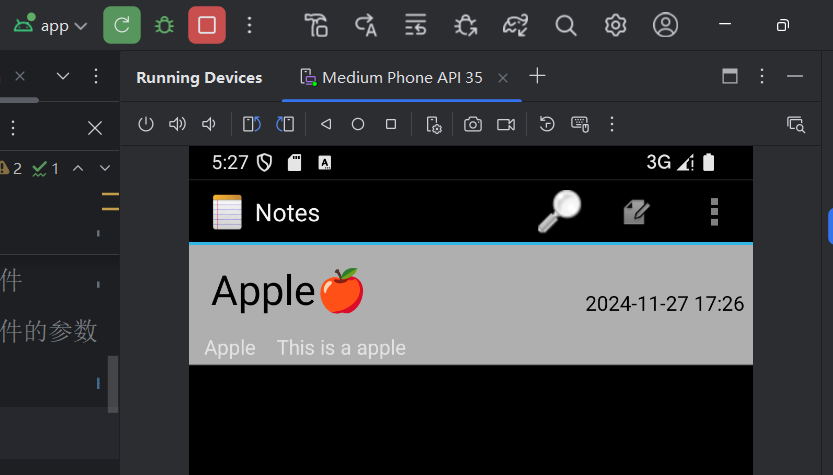 app
Running Devices
Medium Phone API 35
2 1
5:27
3G
Notes
件
件的参数
Apple🍎
2024-11-27 17:26
Apple This is a apple